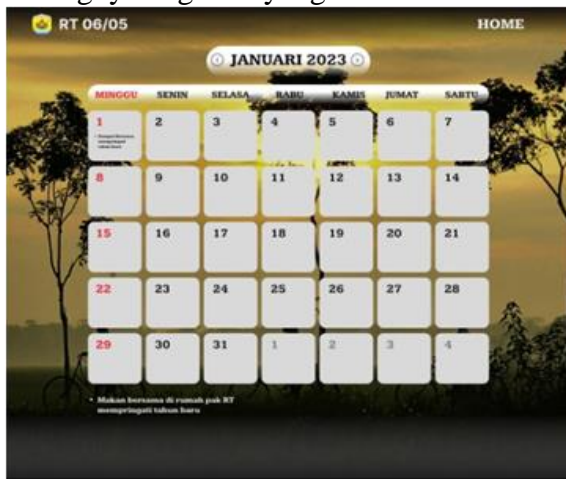 RT 06/05 HOME
JANUARI 2023
MINGGU SENIN SELASA RABU KAMIS JUMAT SABTU
1 2 3 4 5 6 7
8 9 10 11 12 13 14
15 16 17 18 19 20 21
22 23 24 25 26 27 28
29 30 31 1 2 3 4
• Makan bersama di rumah pak RT
mempringati tahun baru